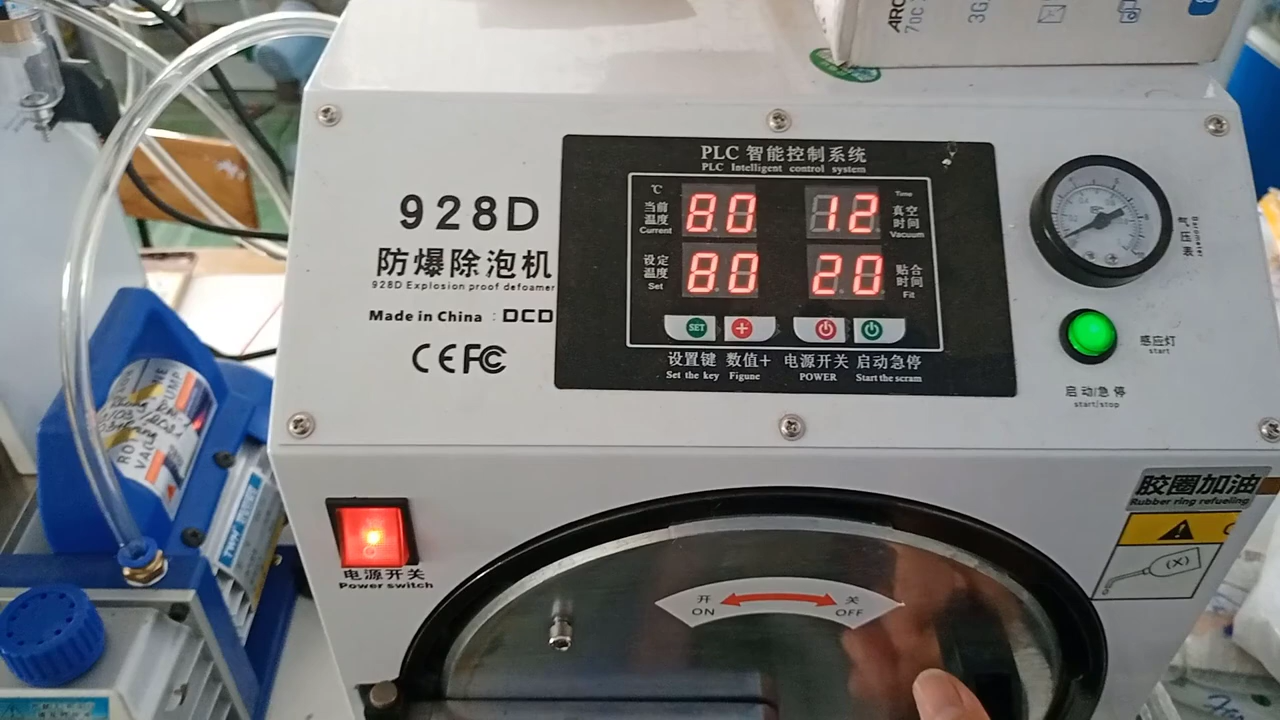 ARC
3G
PLC 智能控制系统
PLC Intelligent control system
928D
防爆除泡机
928D Explosion proof defoamer
Made in China : DCD
CE FC
℃
当前
温度
Current
80
12
Time
真空
时间
Vacuum
设定
温度
Set
80
20
贴合
时间
Fit
SET
设置键 数值+ 电源开关 启动急停
Set the key Figune POWER Start the scram
气压表
感应灯
start
启动/急停
start/stop
电源开关
Power switch
胶圈加油
Rubber ring refueling
(X)
开
ON
关
OFF